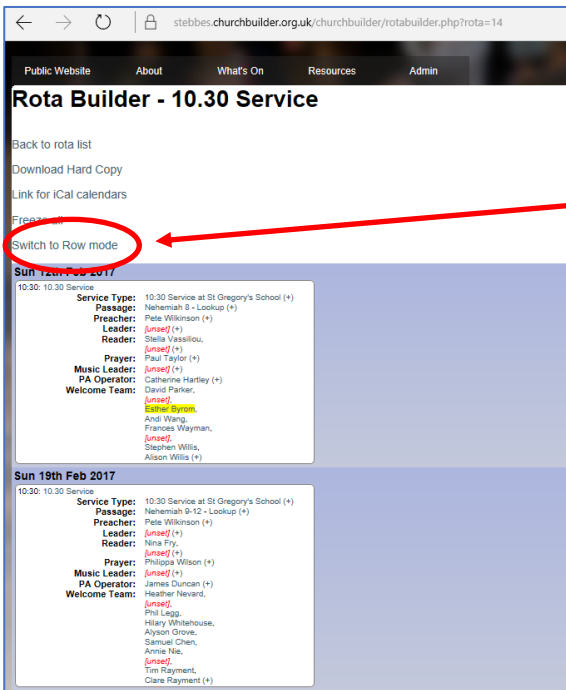 stebbes.churchbuilder.org.uk/churchbuilder/rotabuilder.php?rota=14
Public Website About What's On Resources Admin
Rota Builder - 10.30 Service
Back to rota list
Download Hard Copy
Link for iCal calendars
Freeze all
Switch to Row mode
Sun 12th Feb 2017
10:30: 10.30 Service
Service Type: 10:30 Service at St Gregory's School (+)
Passage: Nehemiah 8 - Lookup (+)
Preacher: Pete Wilkinson (+)
Leader: [unset] (+)
Reader: Stella Vassiliou,
[unset] (+)
Prayer: Paul Taylor (+)
Music Leader: [unset] (+)
PA Operator: Catherine Hartley (+)
Welcome Team: David Parker,
[unset],
Esther Byrom,
Andi Wang,
Frances Wayman,
[unset],
Stephen Willis,
Alison Willis (+)
Sun 19th Feb 2017
10:30: 10.30 Service
Service Type: 10:30 Service at St Gregory's School (+)
Passage: Nehemiah 9-12 - Lookup (+)
Preacher: Pete Wilkinson (+)
Leader: [unset] (+)
Reader: Nina Fry,
[unset] (+)
Prayer: Philippa Wilson (+)
Music Leader: [unset] (+)
PA Operator: James Duncan (+)
Welcome Team: Heather Nevard,
[unset],
Phil Legg,
Hilary Whitehouse,
Alyson Grove,
Samuel Chen,
Annie Nie,
[unset],
Tim Rayment,
Clare Rayment (+)